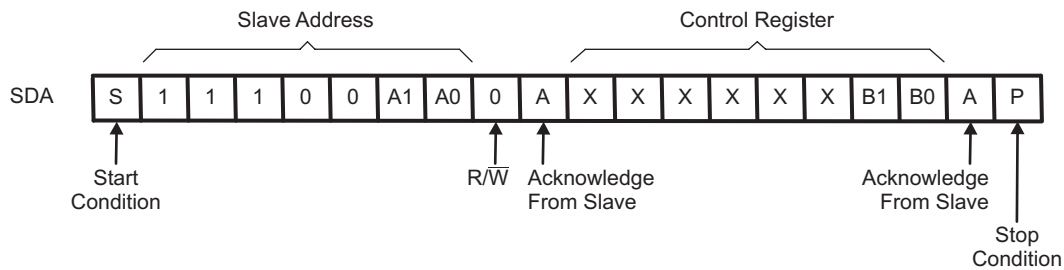 Slave Address Control Register
SDA S 1 1 1 0 0 A1 A0 0 A X X X X X X B1 B0 A P
Start Condition
R/W̅
Acknowledge From Slave
Acknowledge From Slave
Stop Condition